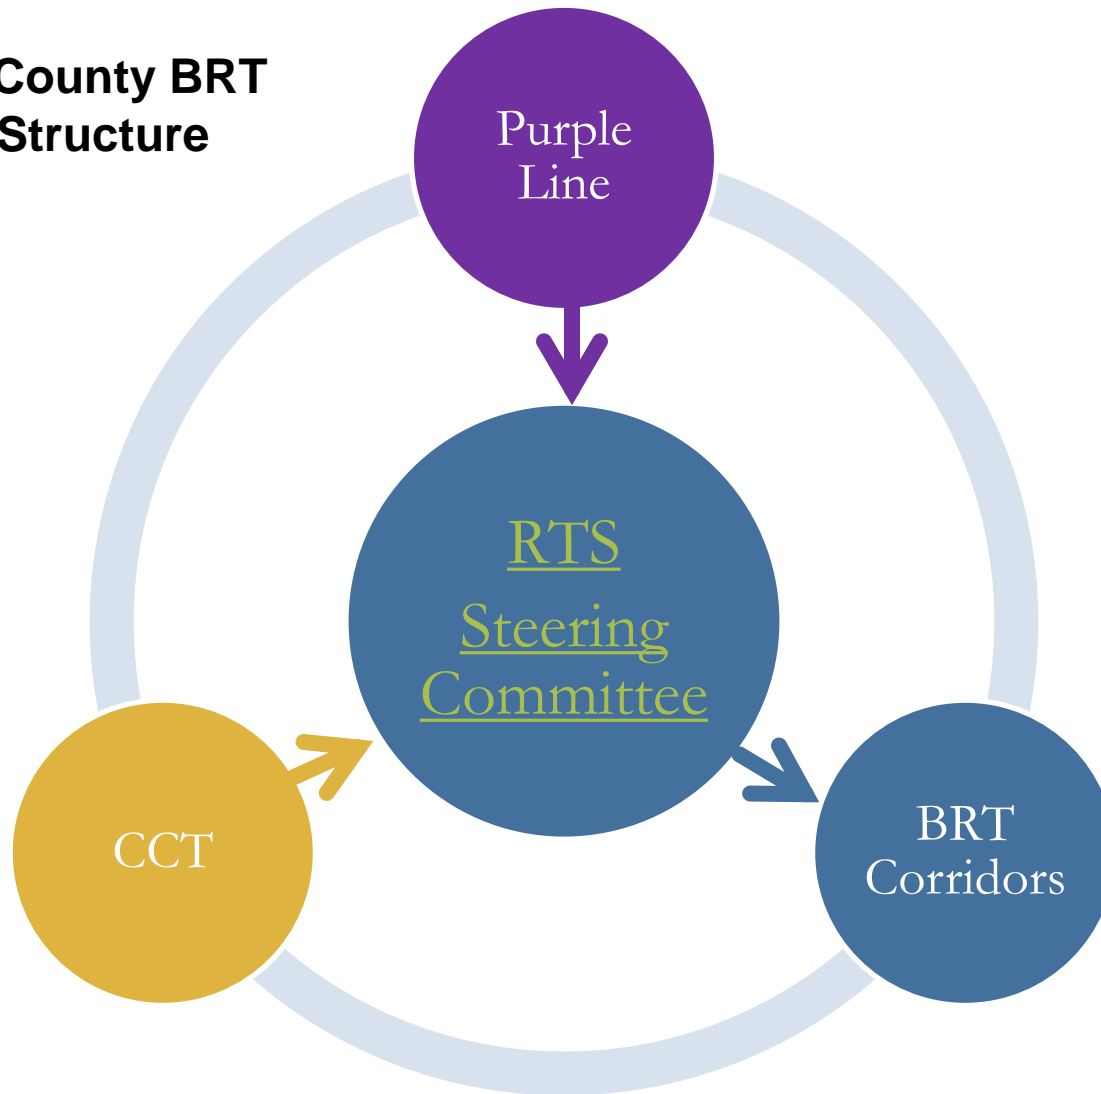 County BRT
Structure
Purple
Line
RTS
Steering
Committee
CCT
BRT
Corridors